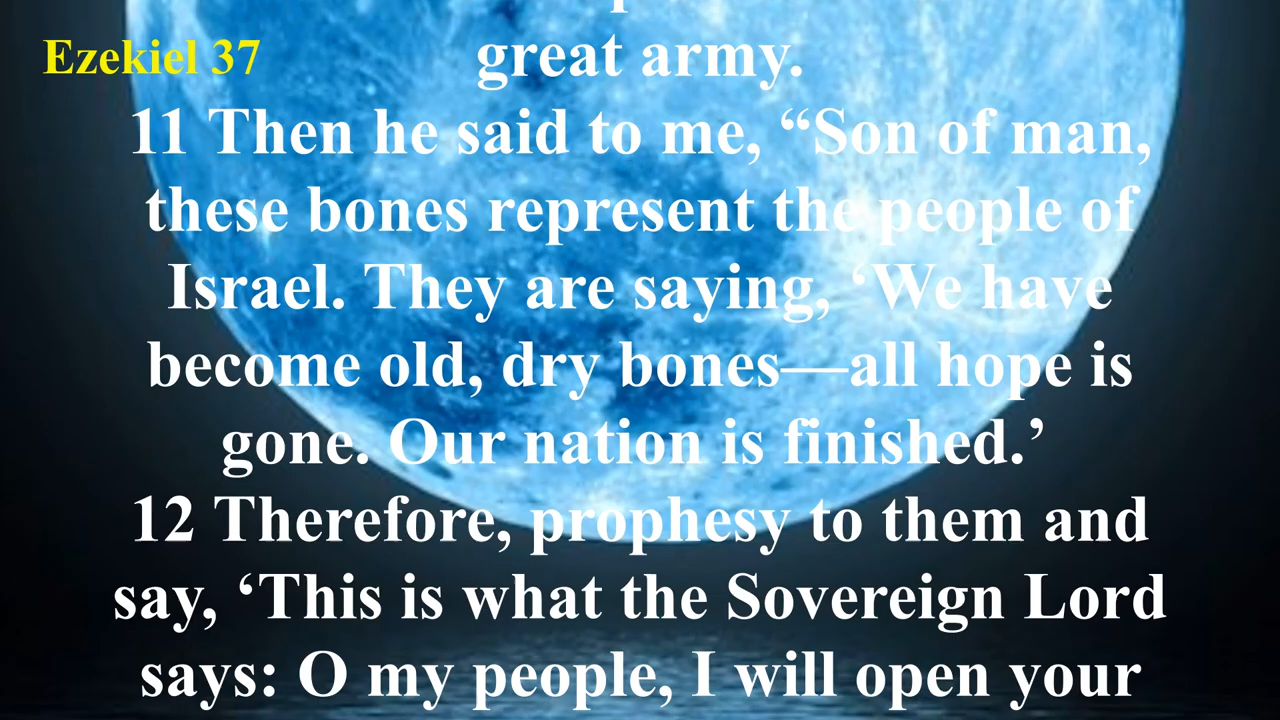 Ezekiel 37
great army.
11 Then he said to me, “Son of man,
these bones represent the people of
Israel. They are saying, ‘We have
become old, dry bones—all hope is
gone. Our nation is finished.’
12 Therefore, prophesy to them and
say, ‘This is what the Sovereign Lord
says: O my people, I will open your